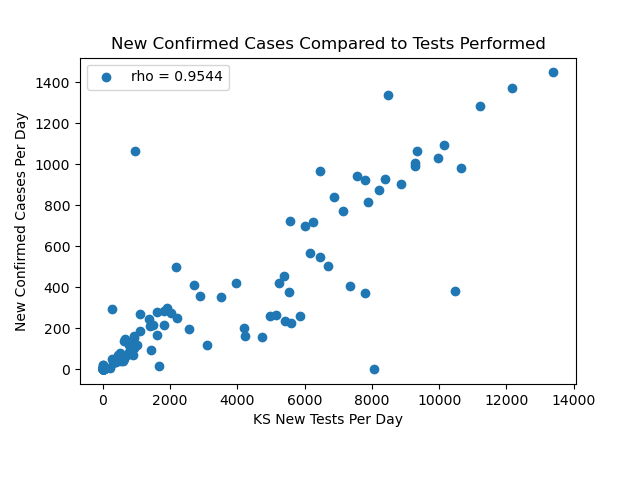 New Confirmed Cases Compared to Tests Performed
rho = 0.9544
1400
1200
1000
800
600
400
200
0
New Confirmed Caeses Per Day
0 2000 4000 6000 8000 10000 12000 14000
KS New Tests Per Day